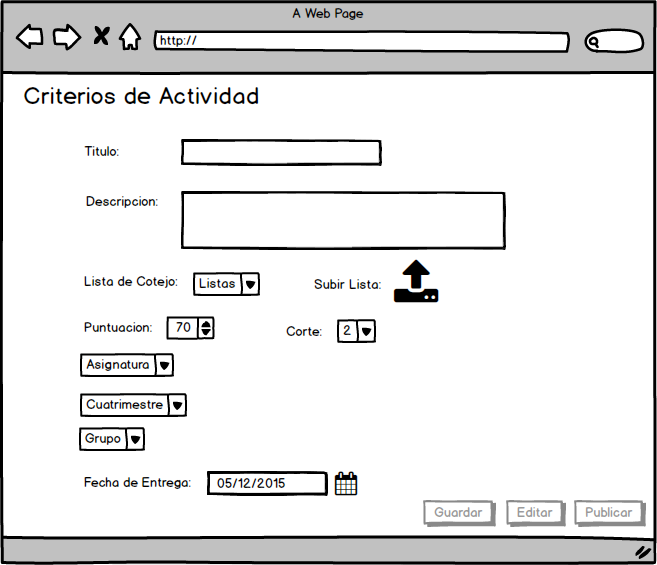 A Web Page
http://
Criterios de Actividad
Titulo:
Descripcion:
Lista de Cotejo: Listas Subir Lista:
Puntuacion: 70 Corte: 2
Asignatura
Cuatrimestre
Grupo
Fecha de Entrega: 05/12/2015
Guardar Editar Publicar